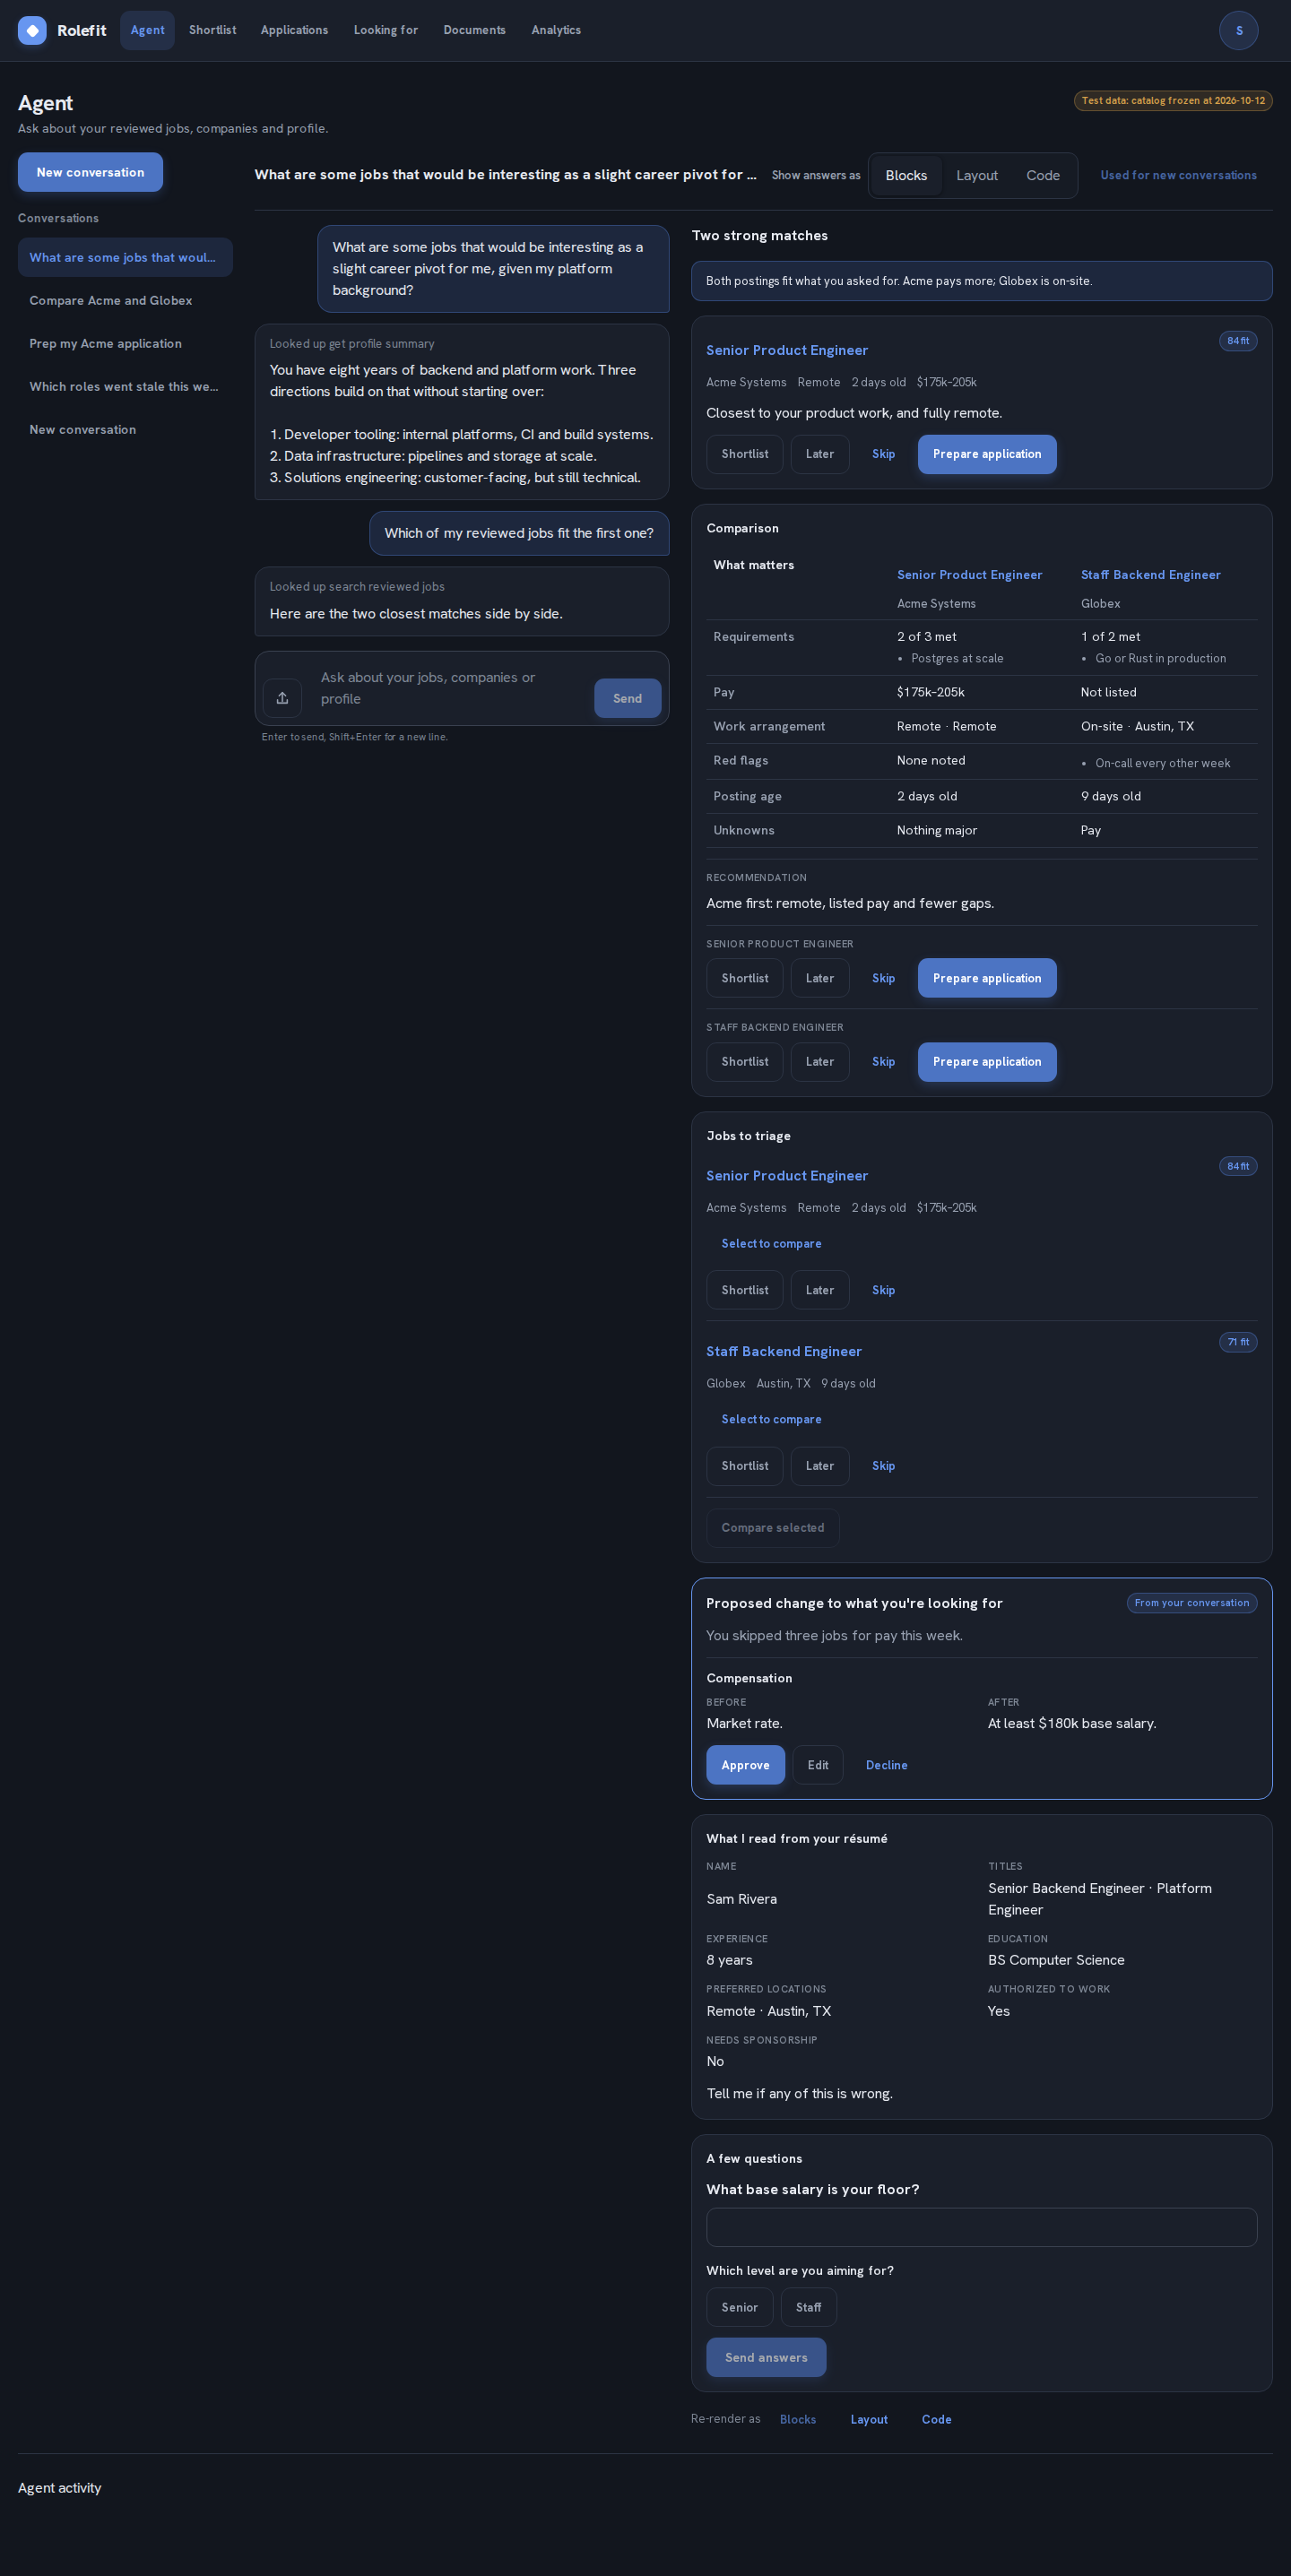 Rolefit Agent Shortlist Applications Looking for Documents Analytics S
Agent
Test data: catalog frozen at 2026-10-12
Ask about your reviewed jobs, companies and profile.
New conversation
Conversations
What are some jobs that woul...
Compare Acme and Globex
Prep my Acme application
Which roles went stale this we...
New conversation
What are some jobs that would be interesting as a slight career pivot for ...
Show answers as Blocks Layout Code Used for new conversations
What are some jobs that would be interesting as a
slight career pivot for me, given my platform
background?
Looked up get profile summary
You have eight years of backend and platform work. Three
directions build on that without starting over:
1. Developer tooling: internal platforms, CI and build systems.
2. Data infrastructure: pipelines and storage at scale.
3. Solutions engineering: customer-facing, but still technical.
Which of my reviewed jobs fit the first one?
Looked up search reviewed jobs
Here are the two closest matches side by side.
Ask about your jobs, companies or
profile
Send
Enter to send, Shift+Enter for a new line.
Two strong matches
Both postings fit what you asked for. Acme pays more; Globex is on-site.
Senior Product Engineer
84 fit
Acme Systems Remote 2 days old $175k–205k
Closest to your product work, and fully remote.
Shortlist Later Skip Prepare application
Comparison
What matters Senior Product Engineer Staff Backend Engineer
Acme Systems Globex
Requirements 2 of 3 met 1 of 2 met
• Postgres at scale • Go or Rust in production
Pay $175k–205k Not listed
Work arrangement Remote · Remote On-site · Austin, TX
Red flags None noted • On-call every other week
Posting age 2 days old 9 days old
Unknowns Nothing major Pay
RECOMMENDATION
Acme first: remote, listed pay and fewer gaps.
SENIOR PRODUCT ENGINEER
Shortlist Later Skip Prepare application
STAFF BACKEND ENGINEER
Shortlist Later Skip Prepare application
Jobs to triage
Senior Product Engineer
84 fit
Acme Systems Remote 2 days old $175k–205k
Select to compare
Shortlist Later Skip
Staff Backend Engineer
71 fit
Globex Austin, TX 9 days old
Select to compare
Shortlist Later Skip
Compare selected
Proposed change to what you're looking for
From your conversation
You skipped three jobs for pay this week.
Compensation
BEFORE AFTER
Market rate. At least $180k base salary.
Approve Edit Decline
What I read from your résumé
NAME TITLES
Sam Rivera Senior Backend Engineer · Platform
Engineer
EXPERIENCE EDUCATION
8 years BS Computer Science
PREFERRED LOCATIONS AUTHORIZED TO WORK
Remote · Austin, TX Yes
NEEDS SPONSORSHIP
No
Tell me if any of this is wrong.
A few questions
What base salary is your floor?
Which level are you aiming for?
Senior Staff
Send answers
Re-render as Blocks Layout Code
Agent activity